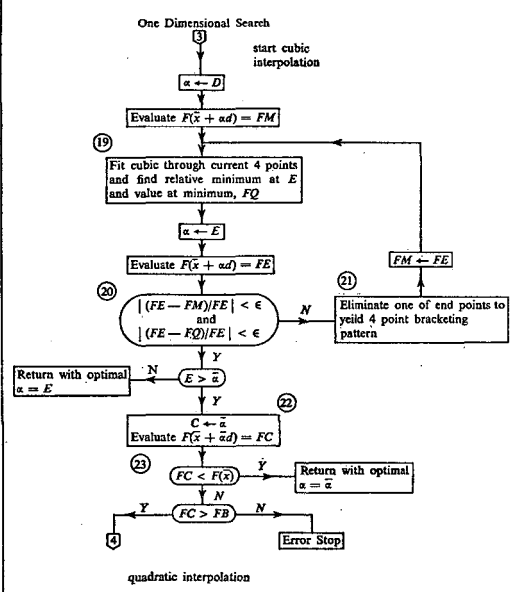 One Dimensional Search
3
start cubic
interpolation
α ← D
Evaluate F(x̄ + αd) = FM
19
Fit cubic through current 4 points
and find relative minimum at E
and value at minimum, FQ
α ← E
Evaluate F(x̄ + αd) = FE
FM ← FE
20
| (FE − FM)/FE | < ϵ
and
| (FE − FQ)/FE | < ϵ
N
21
Eliminate one of end points to
yeild 4 point bracketing
pattern
Y
Return with optimal
α = E
N
E > ᾱ
Y
22
C ← ᾱ
Evaluate F(x̄ + ᾱd) = FC
23
FC < F(x̄)
Y
Return with optimal
α = ᾱ
N
Y
FC > FB
N
4
Error Stop
quadratic interpolation